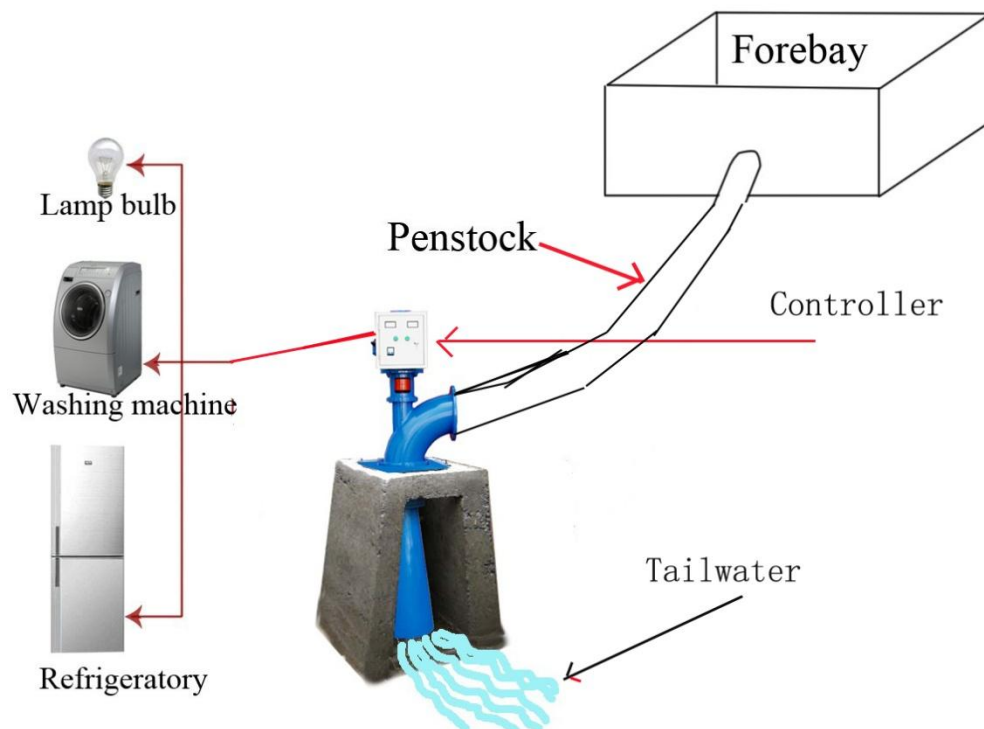 Forebay
Lamp bulb
Penstock
Controller
Washing machine
Tailwater
Refrigeratory